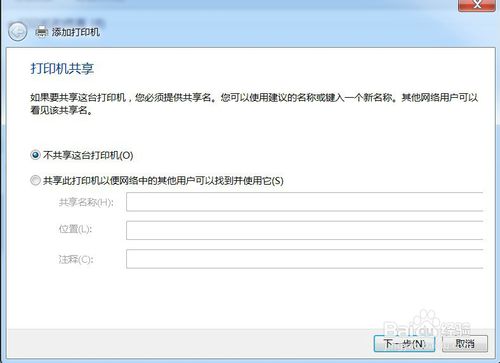 添加打印机
打印机共享
如果要共享这台打印机，您必须提供共享名。您可以使用建议的名称或键入一个新名称。其他网络用户可以
看见该共享名。
不共享这台打印机(O)
共享此打印机以便网络中的其他用户可以找到并使用它(S)
共享名称(H):
位置(L):
注释(C):
Baidu经验
下一步(N)
取消